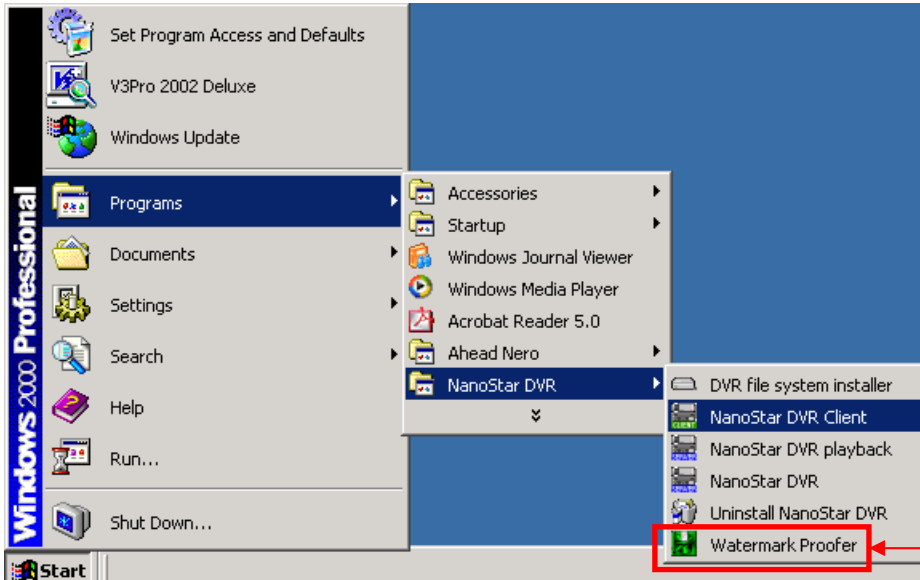 Set Program Access and Defaults
V3Pro 2002 Deluxe
Windows Update
Programs
Documents
Settings
Search
Help
Run...
Shut Down...
Windows 2000 Professional
Start
Accessories
Startup
Windows Journal Viewer
Windows Media Player
Acrobat Reader 5.0
Ahead Nero
NanoStar DVR
DVR file system installer
NanoStar DVR Client
NanoStar DVR playback
NanoStar DVR
Uninstall NanoStar DVR
Watermark Proofer